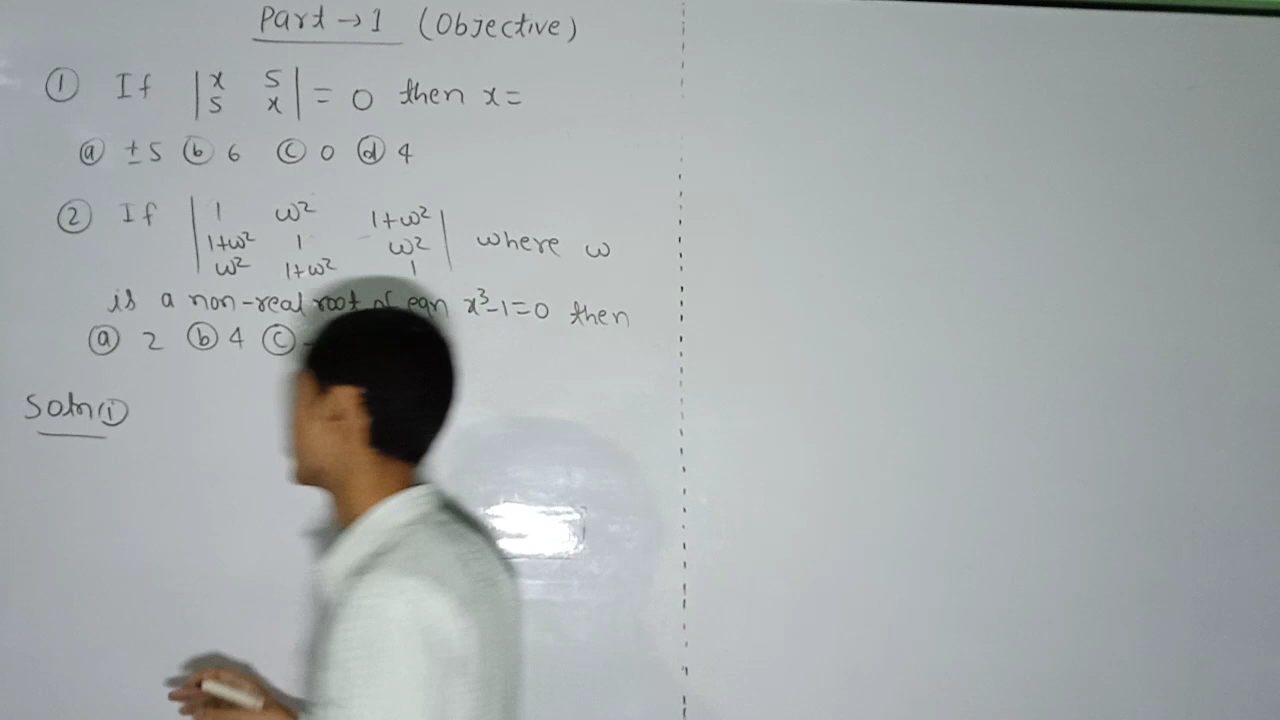 Part → 1 (Objective)
① If | x 5 | = 0 then x =
| 5 x |
ⓐ ±5 ⓑ 6 ⓒ 0 ⓓ 4
② If | 1 ω² 1+ω² |
| 1+ω² 1 ω² | where ω
| ω² 1+ω² 1 |
is a non-real root of eqn x³-1=0 then
ⓐ 2 ⓑ 4 ⓒ
Soln ①